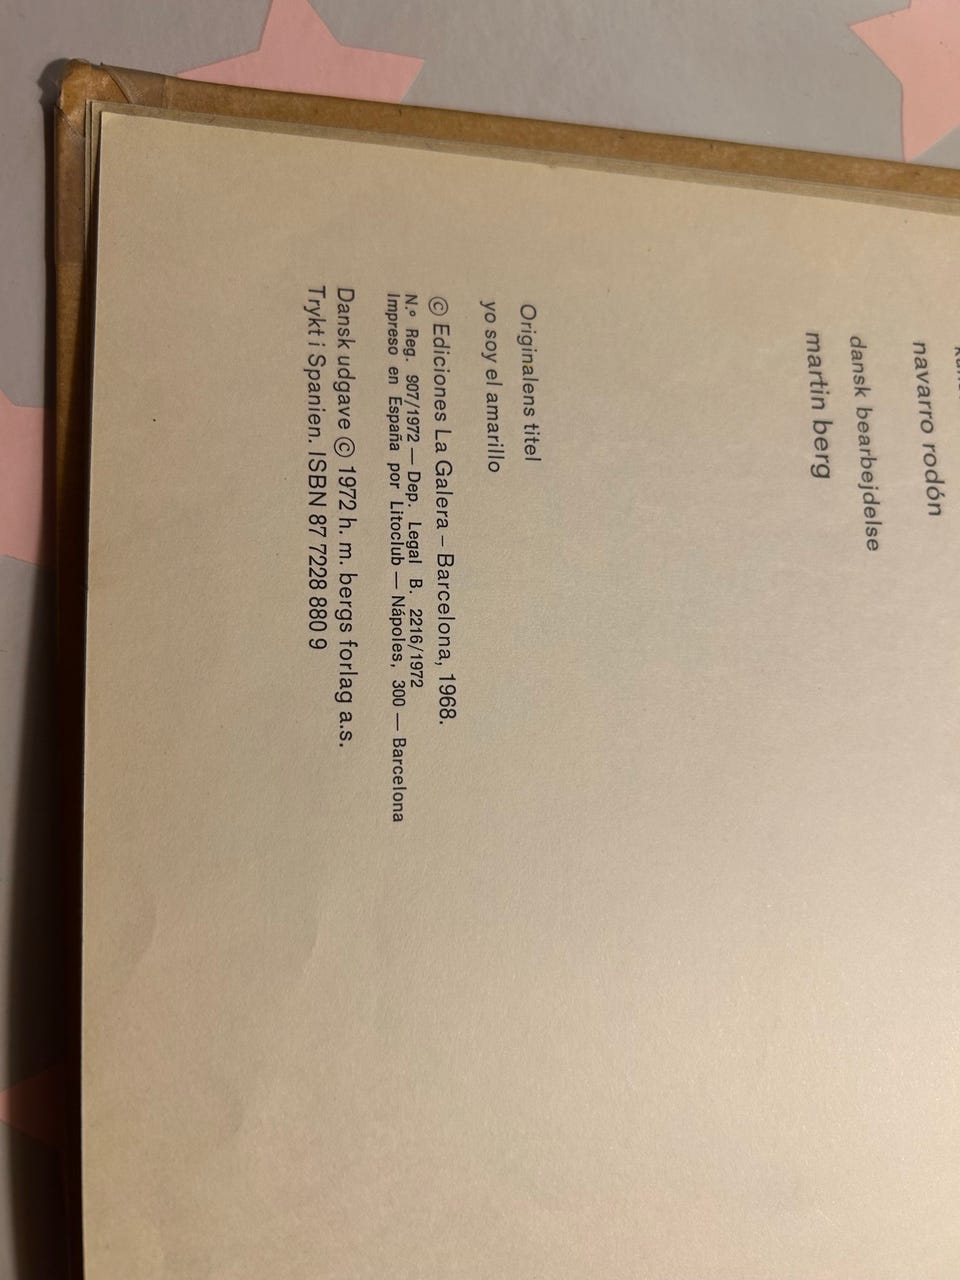 navarro rodón
dansk bearbejdelse
martin berg
Originalens titel
yo soy el amarillo
© Ediciones La Galera – Barcelona, 1968.
N.º Reg. 907/1972 — Dep. Legal B. 2216/1972
Impreso en España por Litoclub — Nápoles, 300 — Barcelona
Dansk udgave © 1972 h. m. bergs forlag a.s.
Trykt i Spanien. ISBN 87 7228 880 9